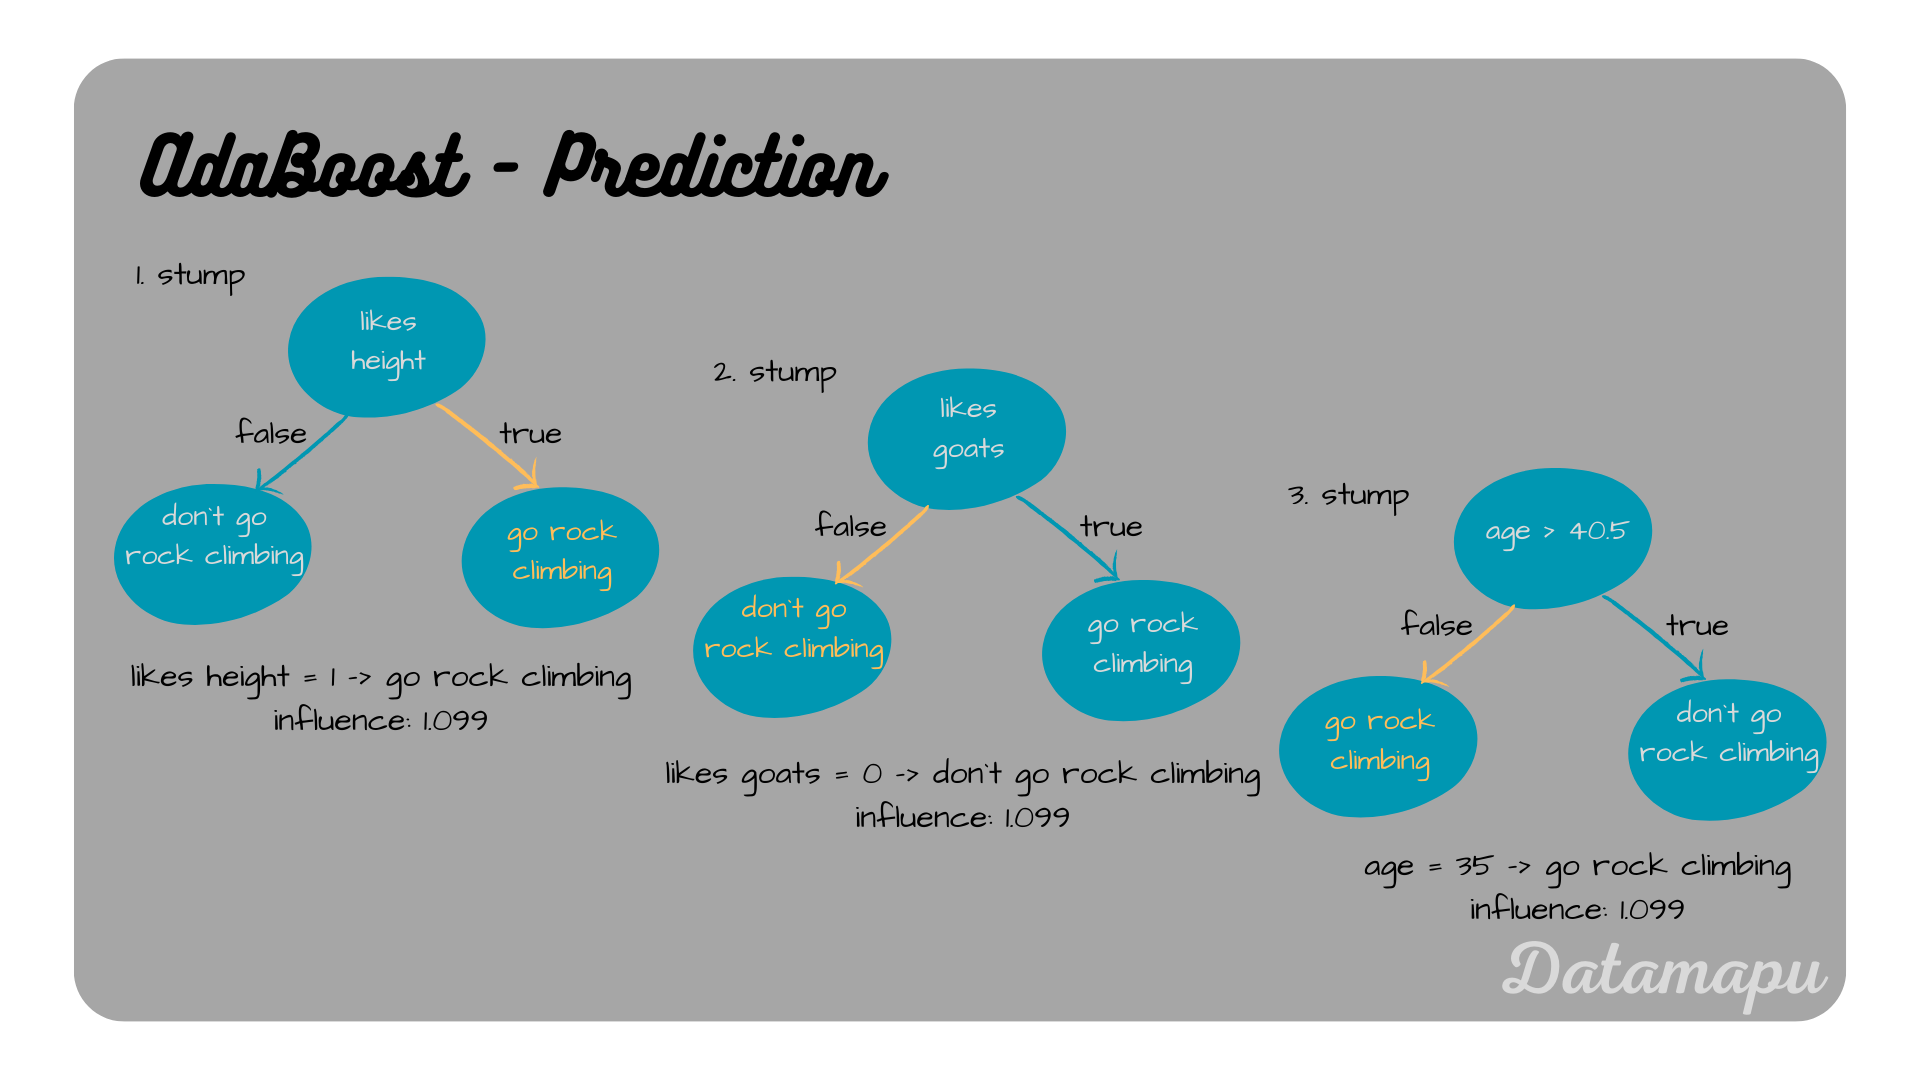 AdaBoost - Prediction
1. stump
likes
height
false
true
don't go
rock climbing
go rock
climbing
likes height = 1 -> go rock climbing
influence: 1.099
2. stump
likes
goats
false
true
don't go
rock climbing
go rock
climbing
likes goats = 0 -> don't go rock climbing
influence: 1.099
3. stump
age > 40.5
false
true
go rock
climbing
don't go
rock climbing
age = 35 -> go rock climbing
influence: 1.099
Datamapu